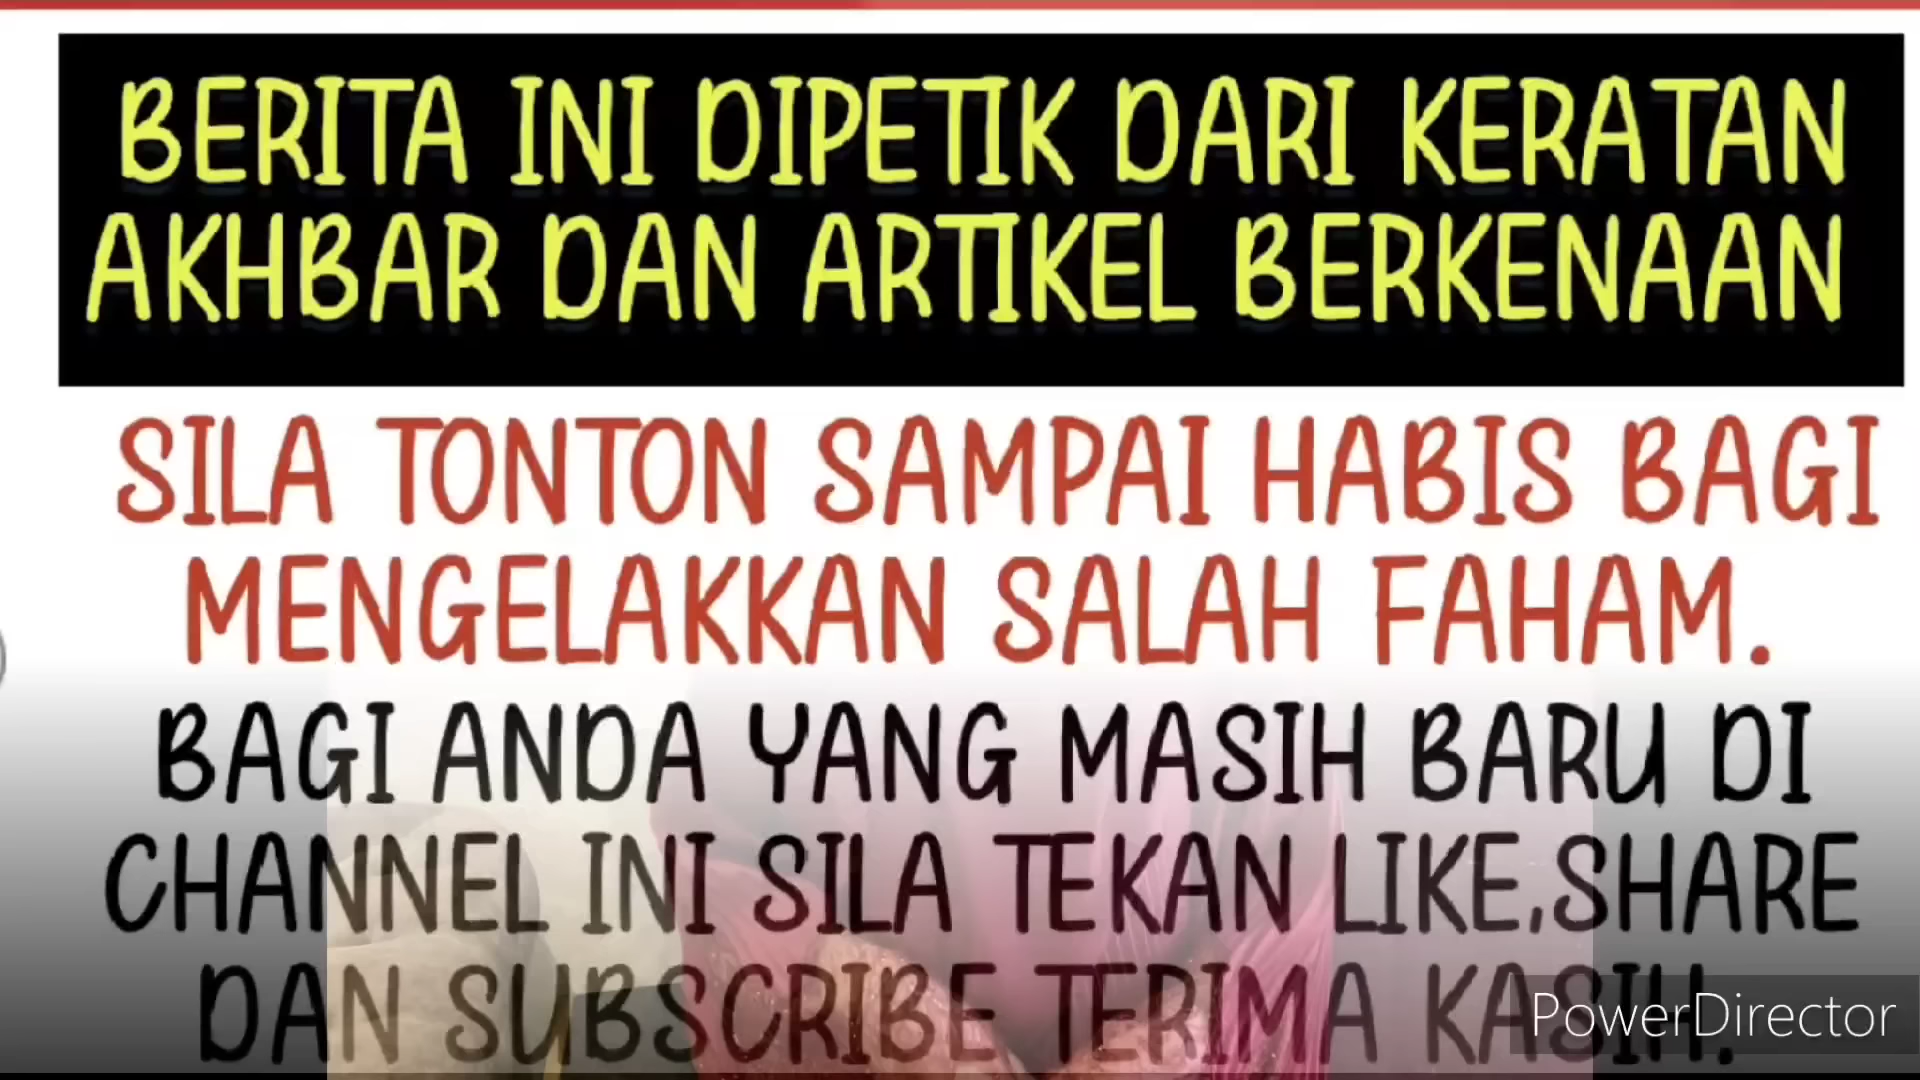 BERITA INI DIPETIK DARI KERATAN
AKHBAR DAN ARTIKEL BERKENAAN
SILA TONTON SAMPAI HABIS BAGI
MENGELAKKAN SALAH FAHAM.
BAGI ANDA YANG MASIH BARU DI
CHANNEL INI SILA TEKAN LIKE,SHARE
DAN SUBSCRIBE TERIMA KASIH.
PowerDirector